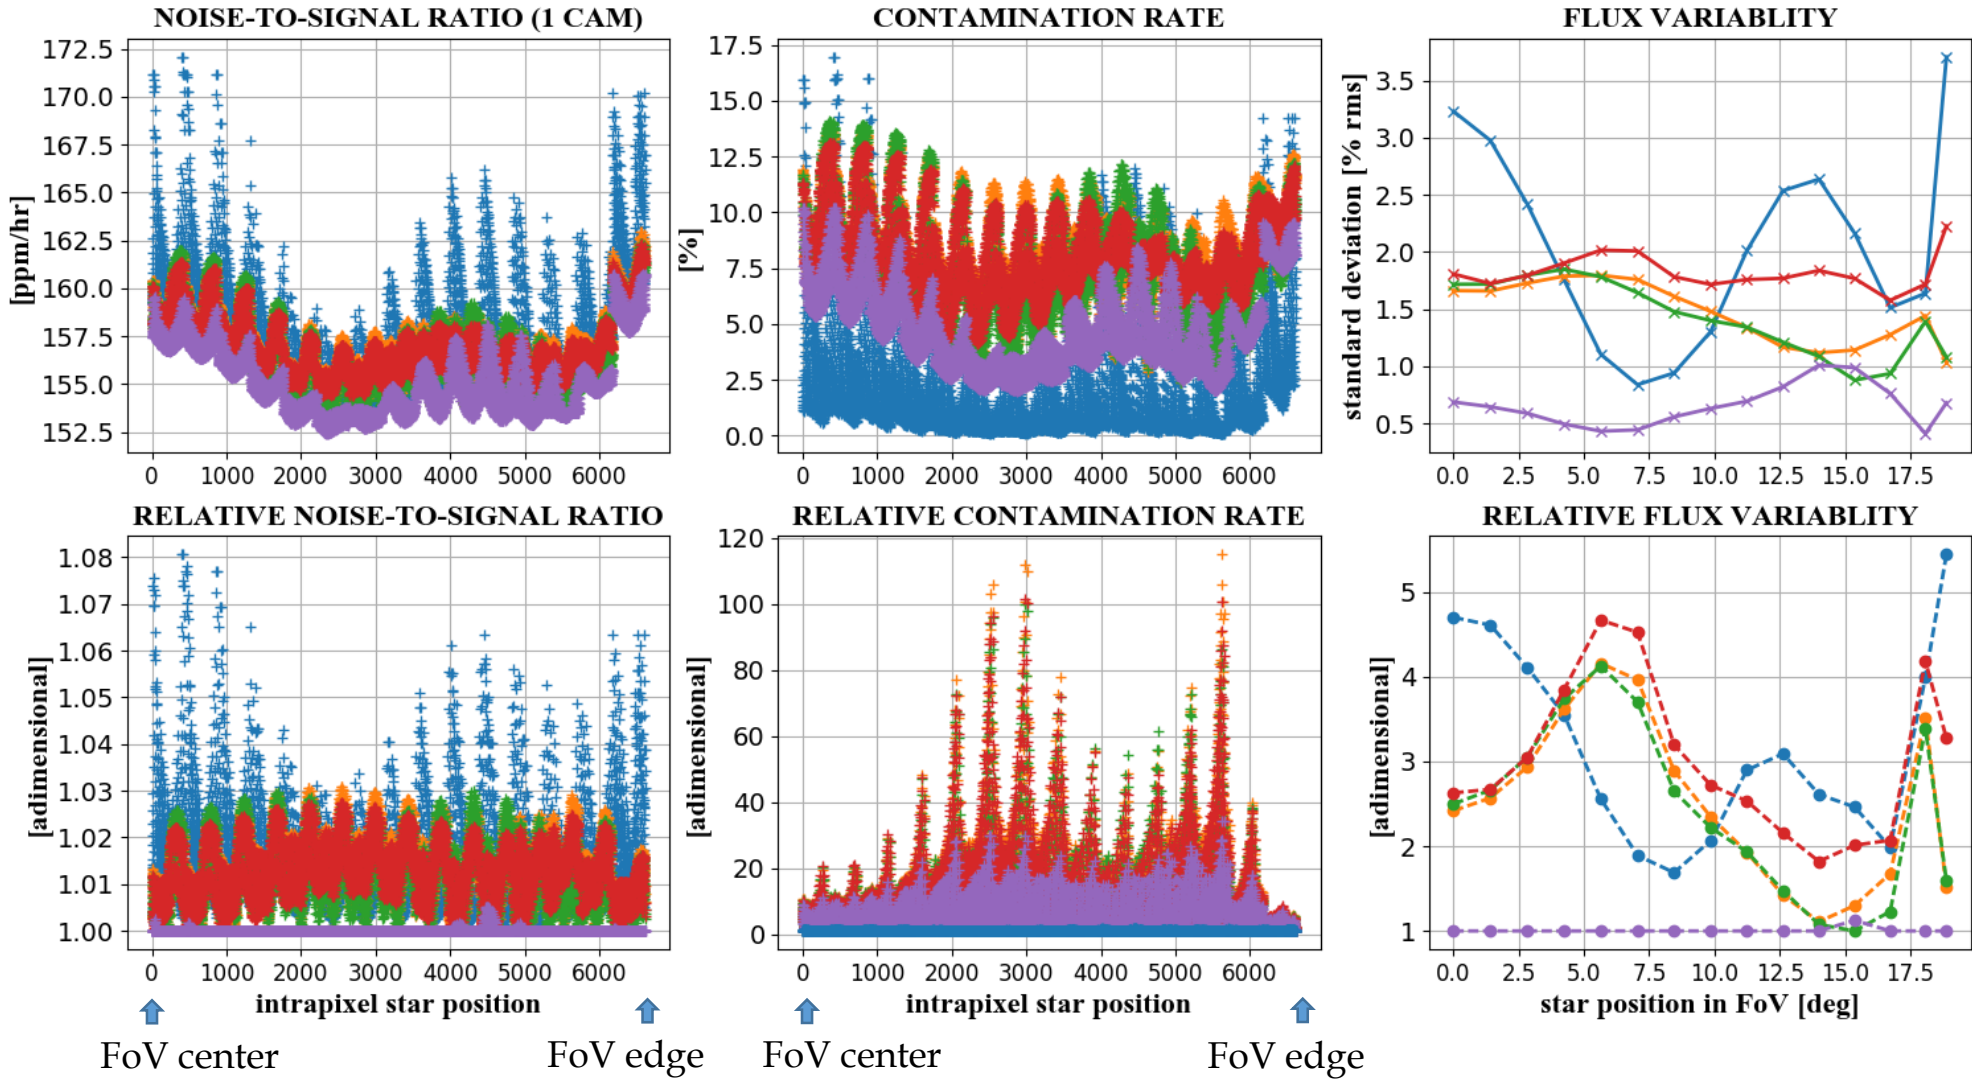 NOISE-TO-SIGNAL RATIO (1 CAM)
172.5
170.0
167.5
165.0
162.5
160.0
157.5
155.0
152.5
[ppm/hr]
0 1000 2000 3000 4000 5000 6000
CONTAMINATION RATE
17.5
15.0
12.5
10.0
7.5
5.0
2.5
0.0
[%]
0 1000 2000 3000 4000 5000 6000
FLUX VARIABLITY
3.5
3.0
2.5
2.0
1.5
1.0
0.5
standard deviation [% rms]
0.0 2.5 5.0 7.5 10.0 12.5 15.0 17.5
RELATIVE NOISE-TO-SIGNAL RATIO
1.08
1.07
1.06
1.05
1.04
1.03
1.02
1.01
1.00
[adimensional]
0 1000 2000 3000 4000 5000 6000
intrapixel star position
FoV center FoV edge
RELATIVE CONTAMINATION RATE
120
100
80
60
40
20
0
[adimensional]
0 1000 2000 3000 4000 5000 6000
intrapixel star position
FoV center FoV edge
RELATIVE FLUX VARIABLITY
5
4
3
2
1
[adimensional]
0.0 2.5 5.0 7.5 10.0 12.5 15.0 17.5
star position in FoV [deg]